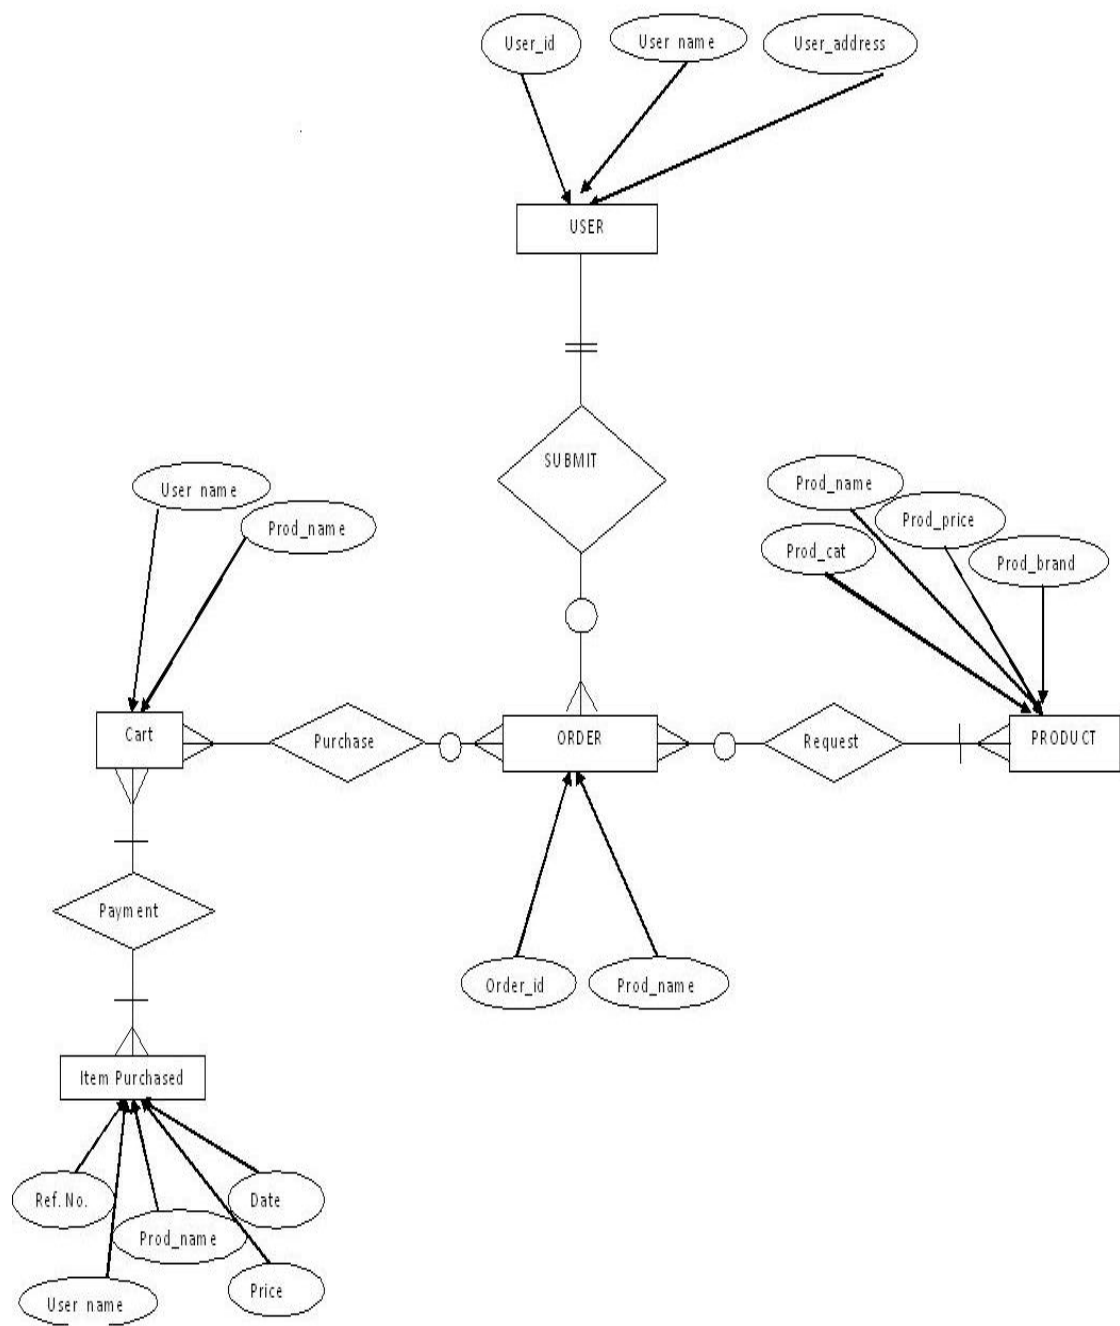 User_id
User name
User_address
USER
SUBMIT
User name
Prod_name
Prod_name
Prod_price
Prod_cat
Prod_brand
Cart
Purchase
ORDER
Request
PRODUCT
Payment
Order_id
Prod_name
Item Purchased
Ref. No.
Date
Prod_name
Price
User name